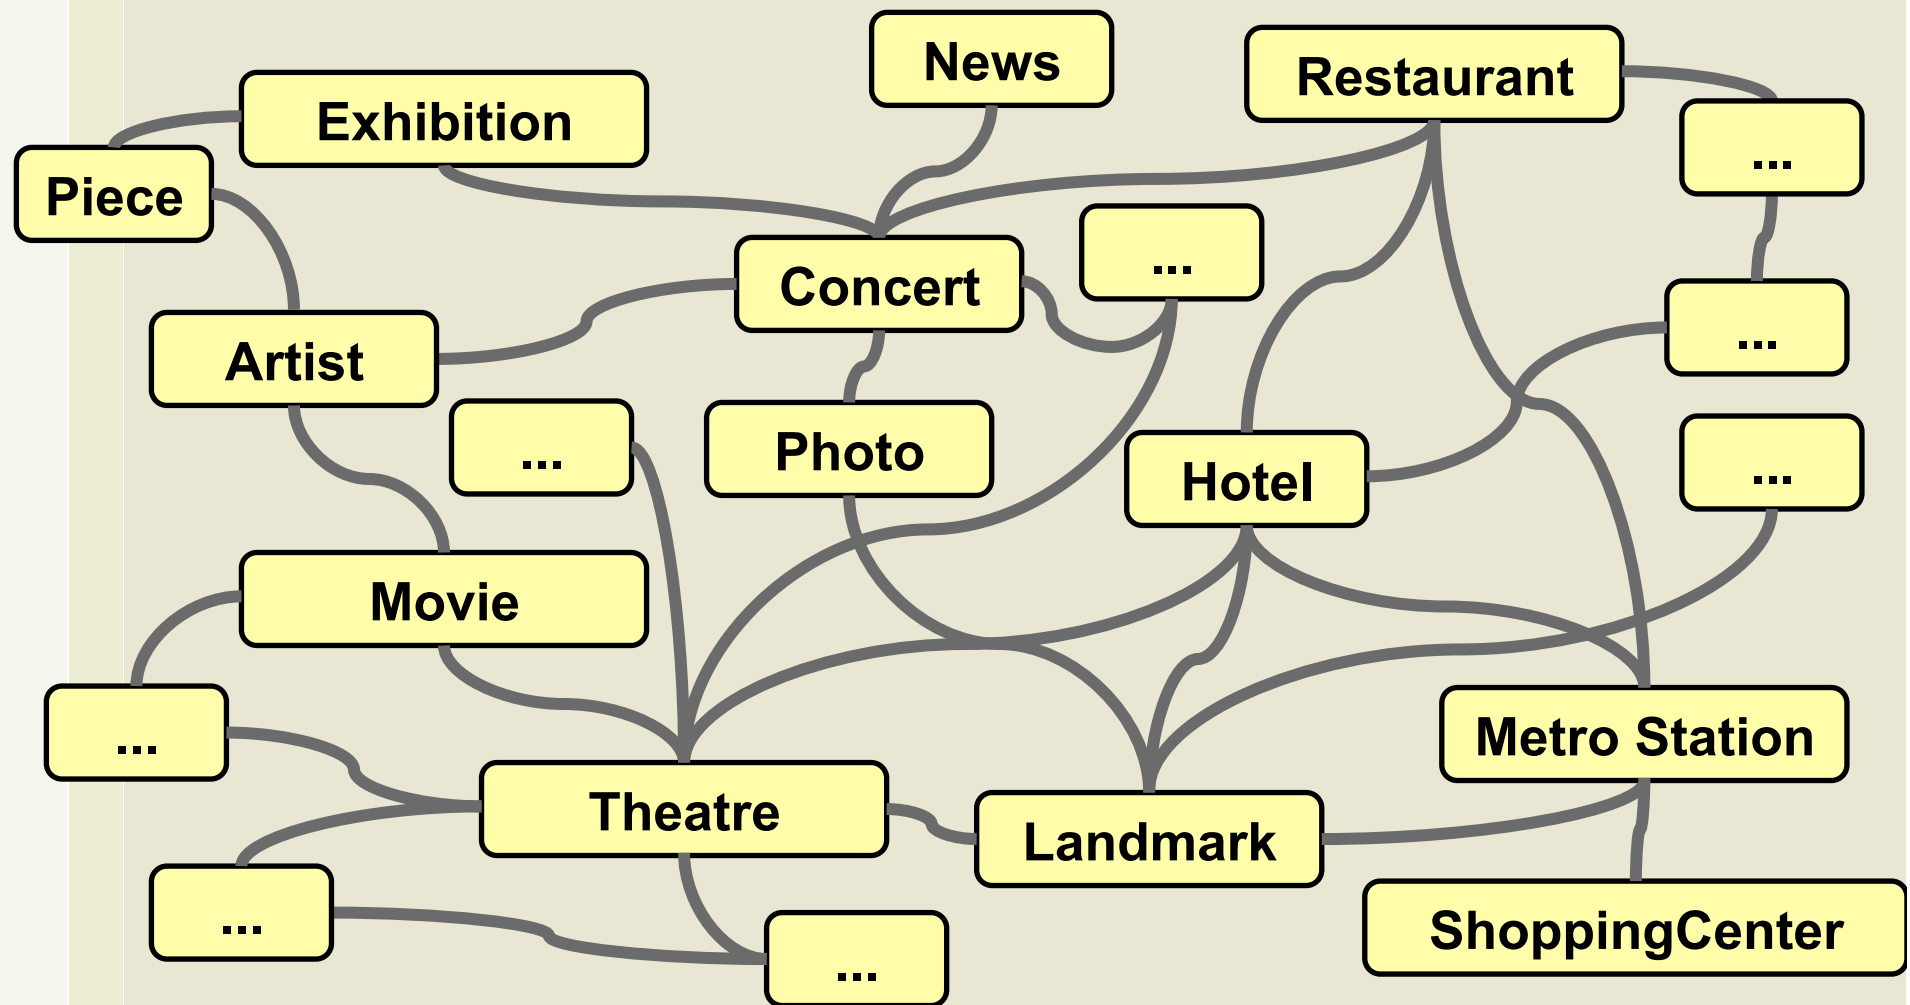 News
Restaurant
Exhibition
...
Piece
...
Concert
...
Artist
...
Photo
Hotel
...
Movie
...
Metro Station
Theatre
Landmark
...
ShoppingCenter
...